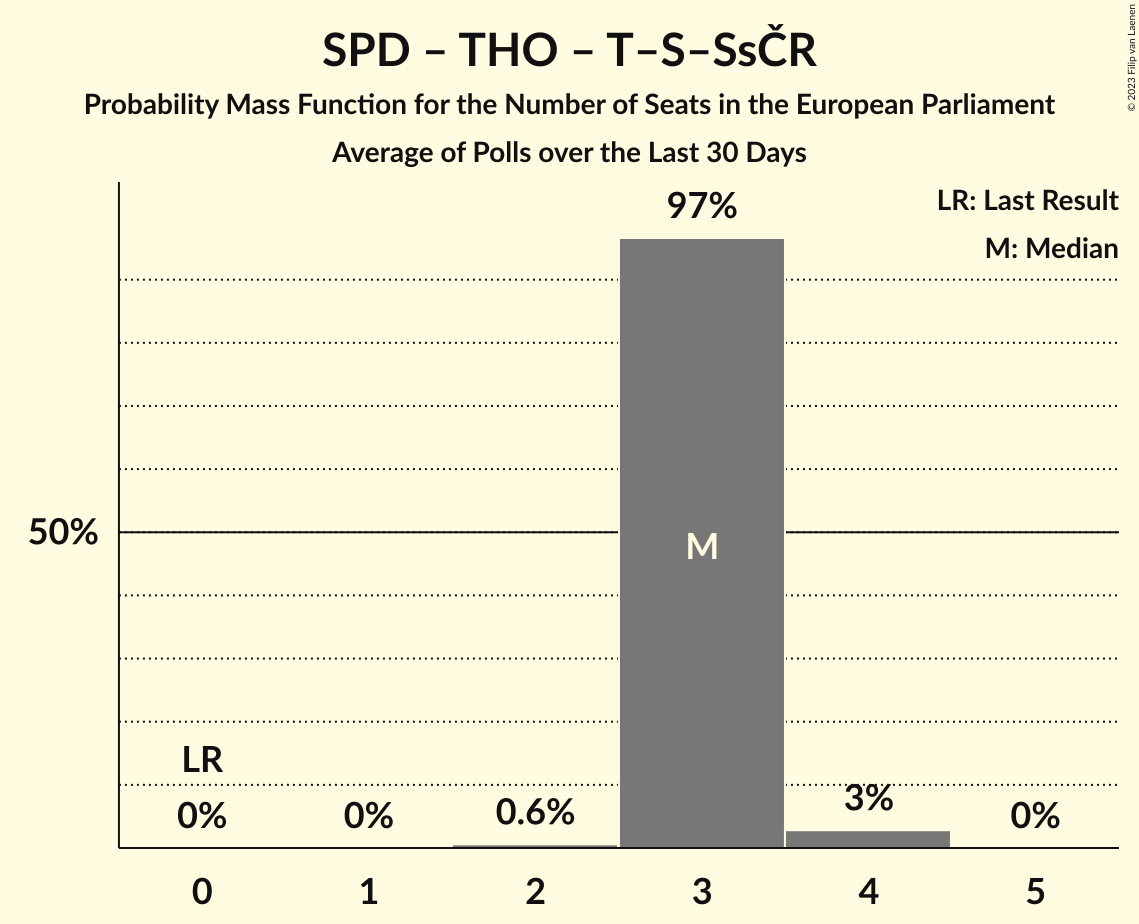 SPD – THO – T–S–SsČR
Probability Mass Function for the Number of Seats in the European Parliament
Average of Polls over the Last 30 Days
© 2023 Filip van Laenen
LR: Last Result
M: Median
97%
50%
M
LR
0%
0%
0.6%
3%
0%
0
1
2
3
4
5